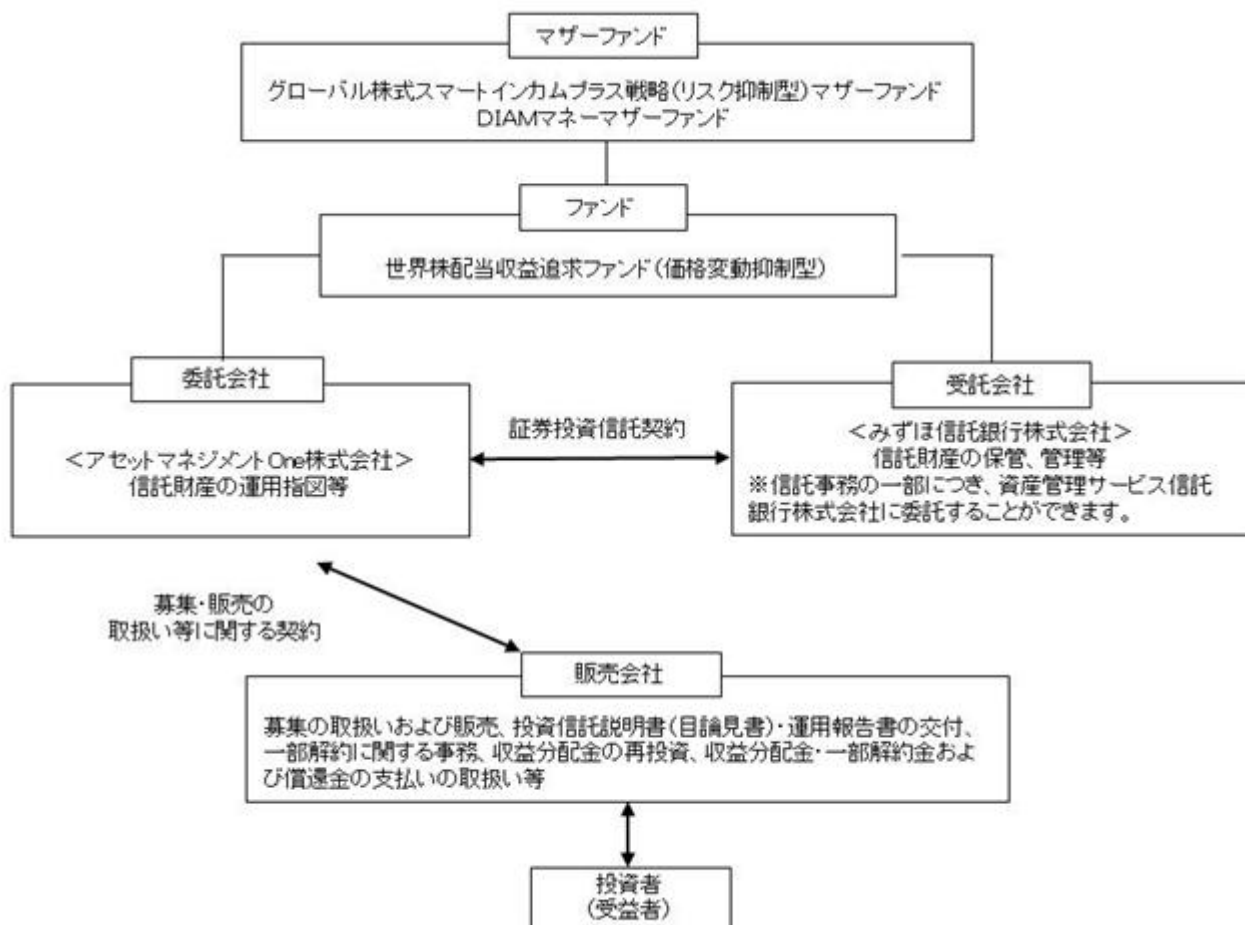 マザーファンド
グローバル株式スマートインカムプラス戦略(リスク抑制型)マザーファンド
DIAMマネーマザーファンド
ファンド
世界株配当収益追求ファンド(価格変動抑制型)
委託会社
<アセットマネジメントOne株式会社>
信託財産の運用指図等
証券投資信託契約
受託会社
<みずほ信託銀行株式会社>
信託財産の保管、管理等
※信託事務の一部につき、資産管理サービス信託
銀行株式会社に委託することができます。
募集・販売の
取扱い等に関する契約
販売会社
募集の取扱いおよび販売、投資信託説明書(目論見書)・運用報告書の交付、
一部解約に関する事務、収益分配金の再投資、収益分配金・一部解約金およ
び償還金の支払いの取扱い等
投資者
(受益者)